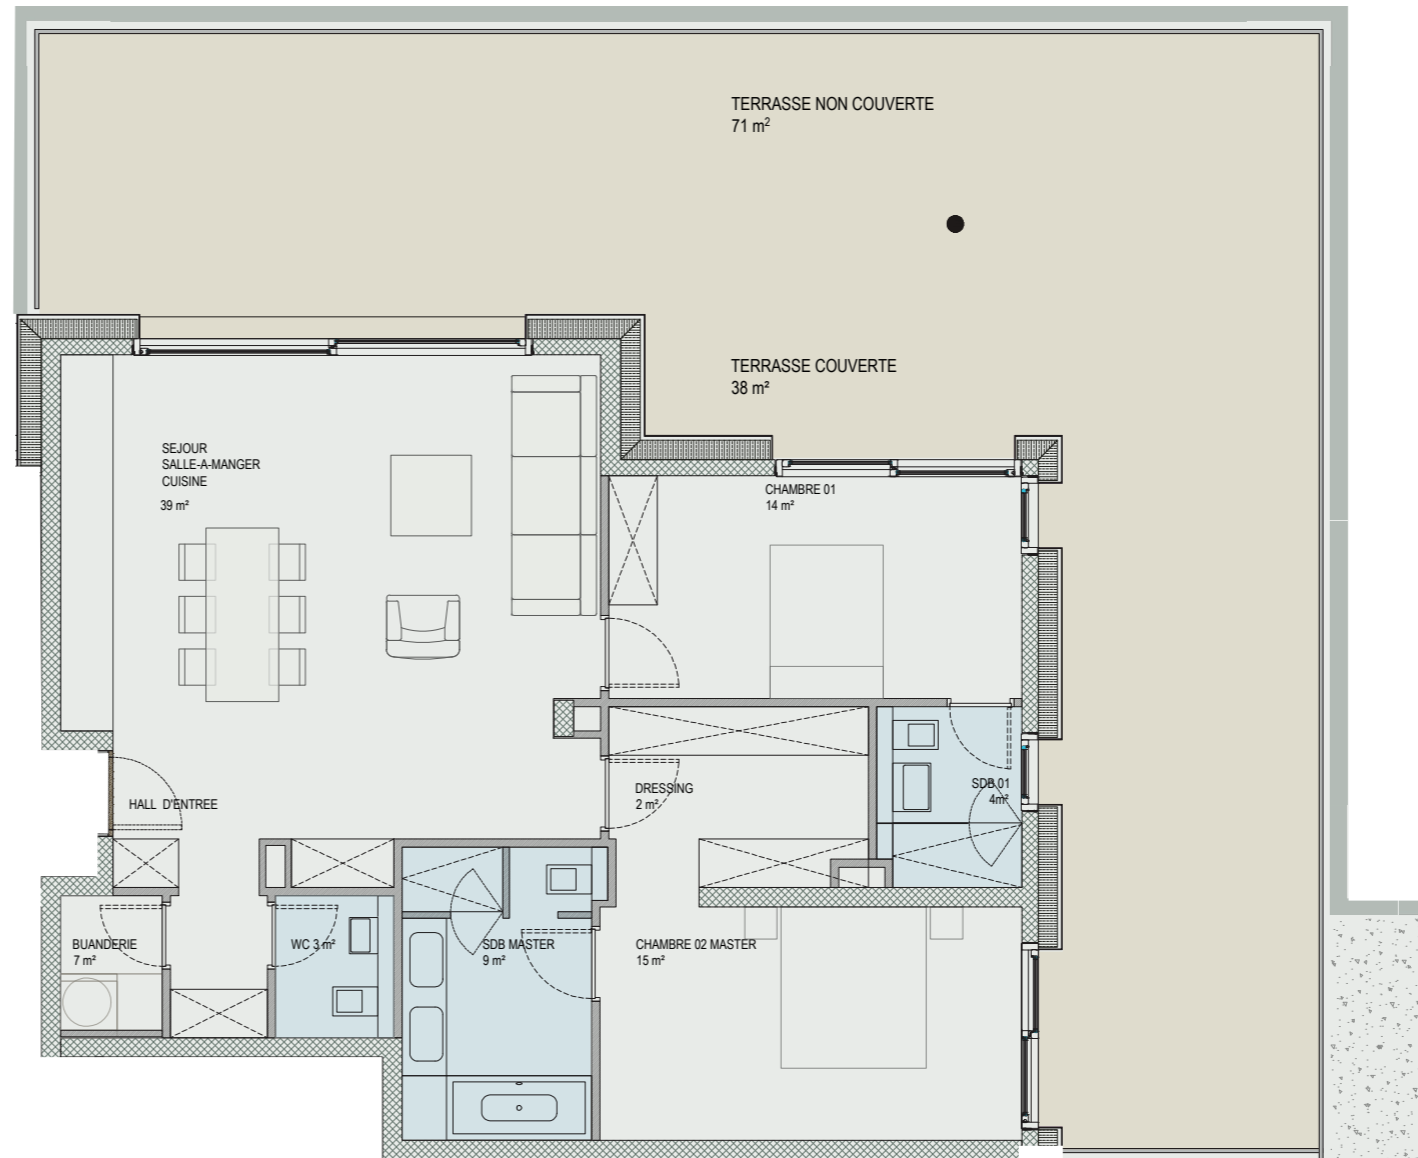 TERRASSE NON COUVERTE
71 m²
TERRASSE COUVERTE
38 m²
SEJOUR
SALLE-A-MANGER
CUISINE
39 m²
CHAMBRE 01
14 m²
HALL D'ENTREE
DRESSING
2 m²
SDB 01
4m²
BUANDERIE
7 m²
WC 3 m²
SDB MASTER
9 m²
CHAMBRE 02 MASTER
15 m²